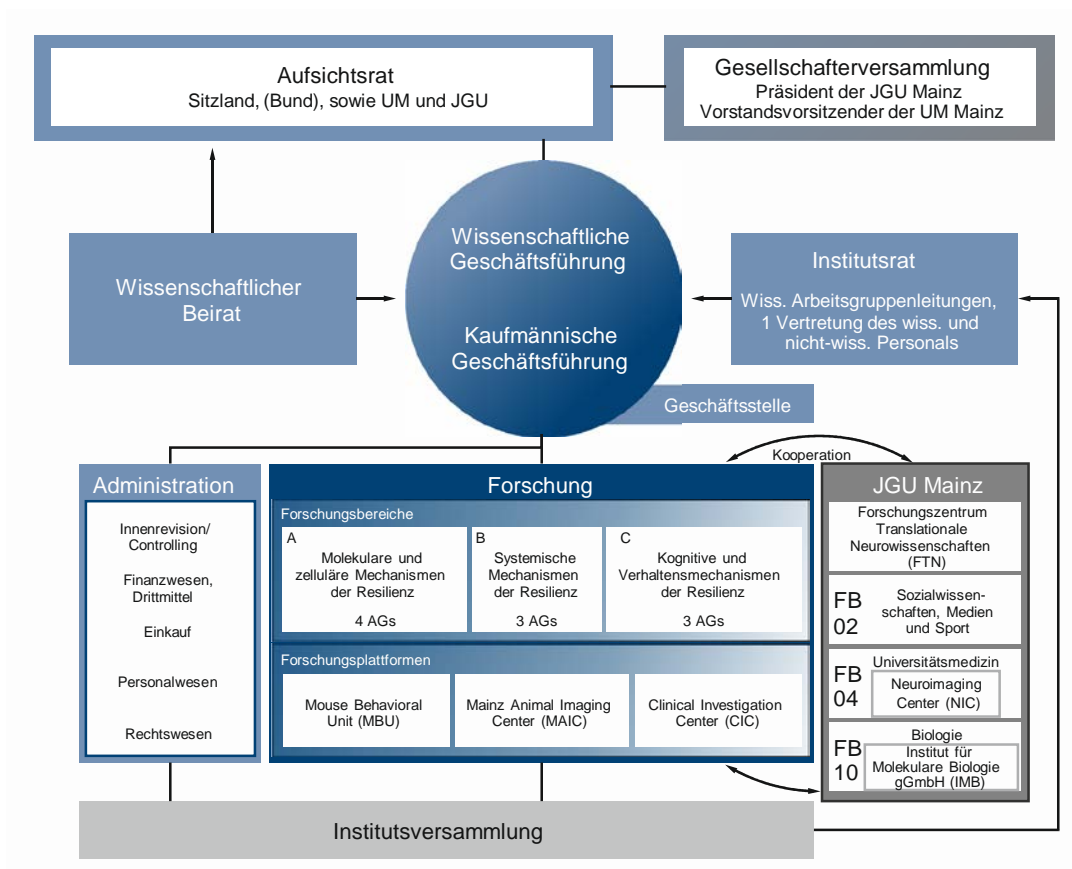 Aufsichtsrat
Sitzland, (Bund), sowie UM und JGU
Gesellschafterversammlung
Präsident der JGU Mainz
Vorstandsvorsitzender der UM Mainz
Wissenschaftliche
Geschäftsführung
Kaufmännische
Geschäftsführung
Wissenschaftlicher
Beirat
Institutsrat
Wiss. Arbeitsgruppenleitungen,
1 Vertretung des wiss. und
nicht-wiss. Personals
Geschäftsstelle
Kooperation
Administration
Innenrevision/
Controlling
Finanzwesen,
Drittmittel
Einkauf
Personalwesen
Rechtswesen
Forschung
Forschungsbereiche
A
Molekulare und
zelluläre Mechanismen
der Resilienz
4 AGs
B
Systemische
Mechanismen
der Resilienz
3 AGs
C
Kognitive und
Verhaltensmechanismen
der Resilienz
3 AGs
Forschungsplattformen
Mouse Behavioral
Unit (MBU)
Mainz Animal Imaging
Center (MAIC)
Clinical Investigation
Center (CIC)
JGU Mainz
Forschungszentrum
Translationale
Neurowissenschaften
(FTN)
FB
02
Sozialwissen-
schaften, Medien
und Sport
FB
04
Universitätsmedizin
Neuroimaging
Center (NIC)
FB
10
Biologie
Institut für
Molekulare Biologie
gGmbH (IMB)
Institutsversammlung